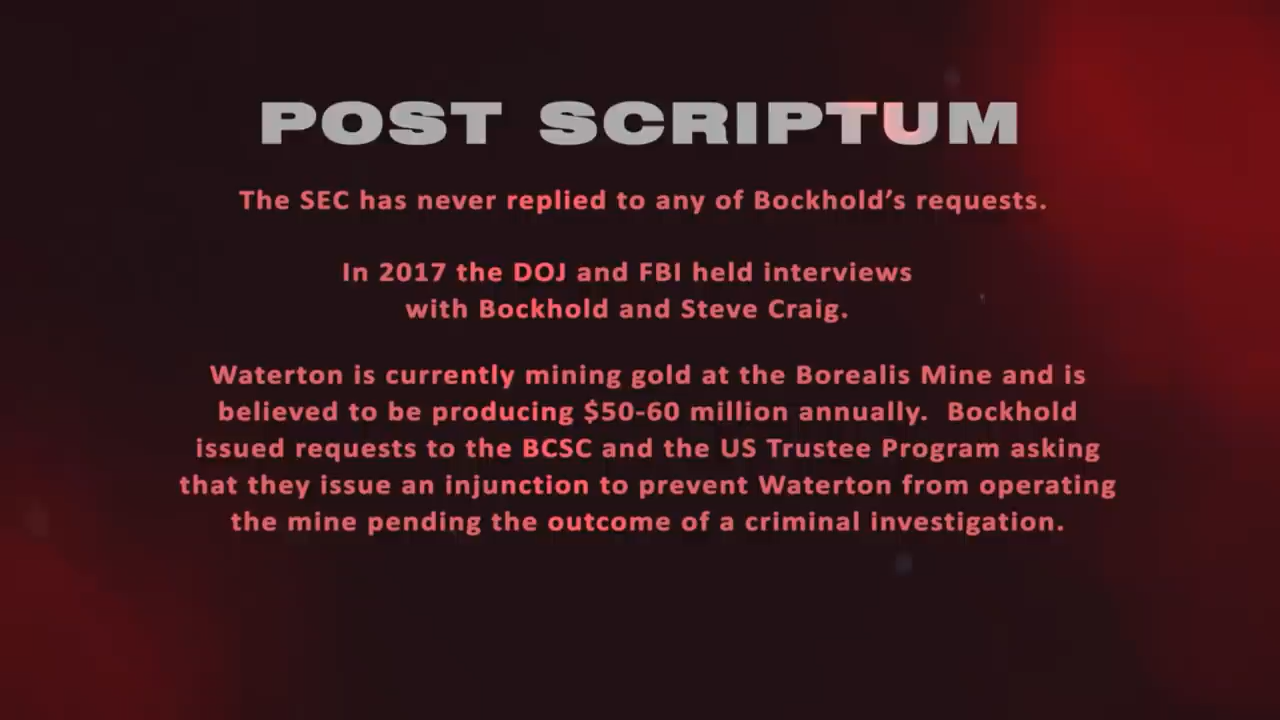 POST SCRIPTUM
The SEC has never replied to any of Bockhold’s requests.
In 2017 the DOJ and FBI held interviews
with Bockhold and Steve Craig.
Waterton is currently mining gold at the Borealis Mine and is
believed to be producing $50-60 million annually.  Bockhold
issued requests to the BCSC and the US Trustee Program asking
that they issue an injunction to prevent Waterton from operating
the mine pending the outcome of a criminal investigation.